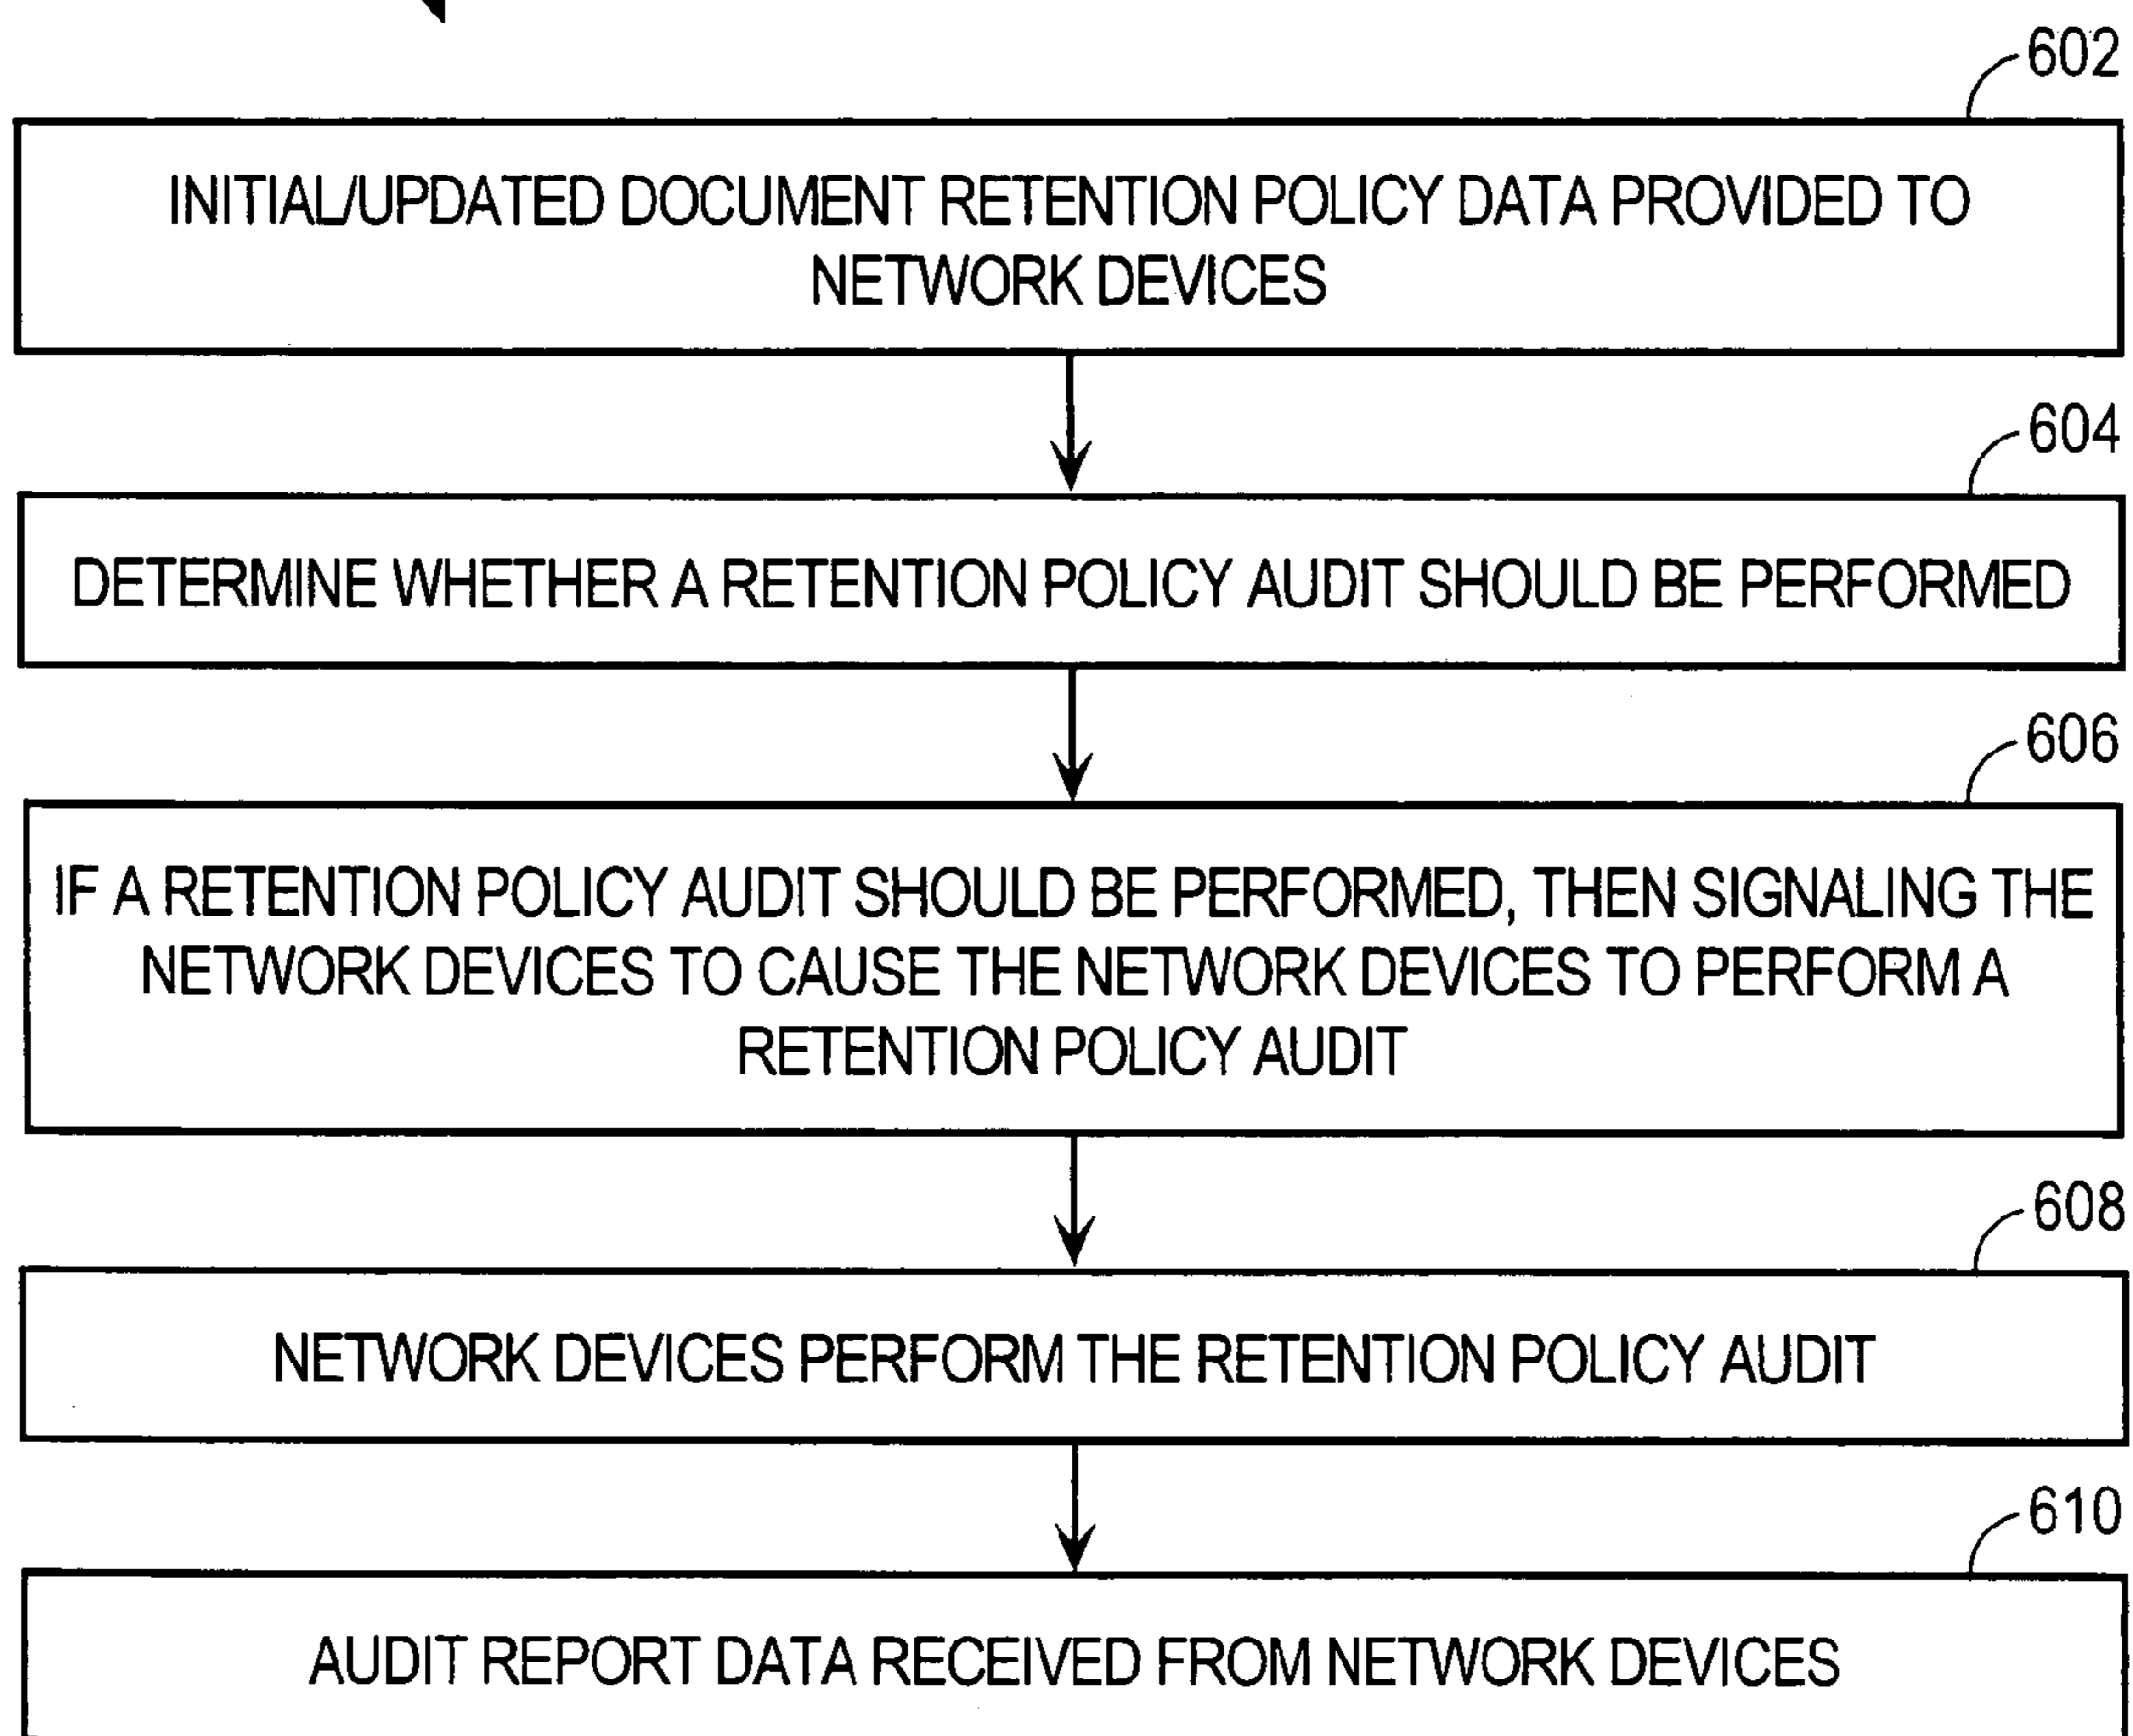 602
INITIAL/UPDATED DOCUMENT RETENTION POLICY DATA PROVIDED TO
NETWORK DEVICES
604
DETERMINE WHETHER A RETENTION POLICY AUDIT SHOULD BE PERFORMED
606
IF A RETENTION POLICY AUDIT SHOULD BE PERFORMED, THEN SIGNALING THE
NETWORK DEVICES TO CAUSE THE NETWORK DEVICES TO PERFORM A
RETENTION POLICY AUDIT
608
NETWORK DEVICES PERFORM THE RETENTION POLICY AUDIT
610
AUDIT REPORT DATA RECEIVED FROM NETWORK DEVICES